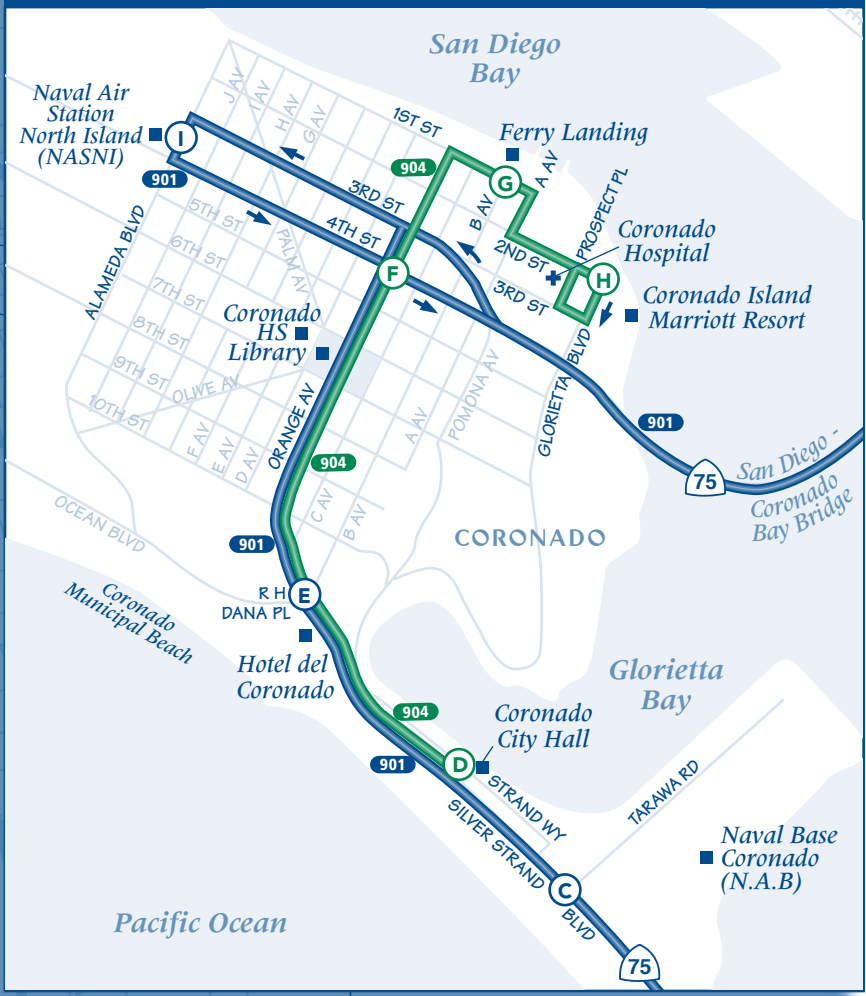 San Diego
Bay
Naval Air
Station
North Island
(NASNI)
I
901
J AV
I AV
H AV
G AV
1ST ST
904
Ferry Landing
G
A AV
B AV
PROSPECT PL
3RD ST
4TH ST
2ND ST
3RD ST
Coronado
Hospital
H
Coronado Island
Marriott Resort
5TH ST
6TH ST
7TH ST
8TH ST
9TH ST
10TH ST
PALM AV
ALAMEDA BLVD
F
Coronado
HS
Library
OLIVE AV
ORANGE AV
F AV
E AV
D AV
C AV
B AV
A AV
POMONA AV
GLORIETTA BLVD
901
75
San Diego -
Coronado
Bay Bridge
904
901
CORONADO
OCEAN BLVD
Coronado
Municipal Beach
R H
DANA PL
E
Hotel del
Coronado
Glorietta
Bay
904
901
Coronado
City Hall
D
STRAND WY
SILVER STRAND
BLVD
TARAWA RD
C
Naval Base
Coronado
(N.A.B)
Pacific Ocean
75